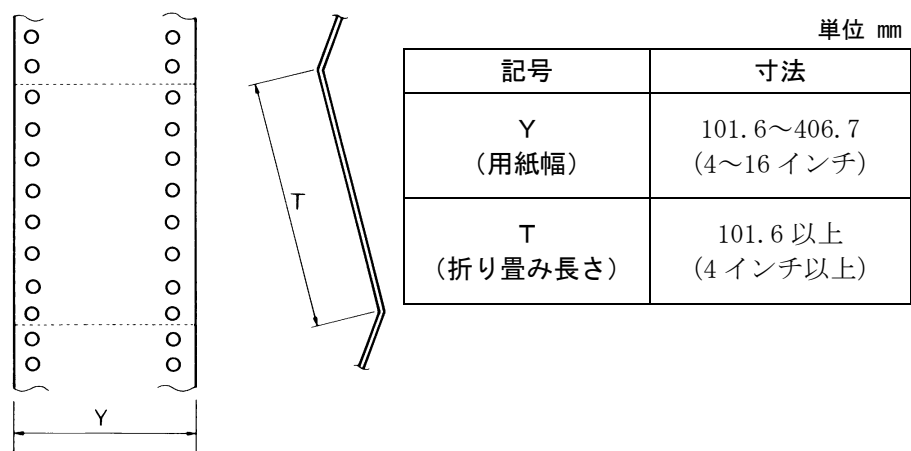 単位 mm
記号 寸法
Y 101.6~406.7
(用紙幅) (4~16 インチ)
T 101.6 以上
(折り畳み長さ) (4 インチ以上)
T
Y